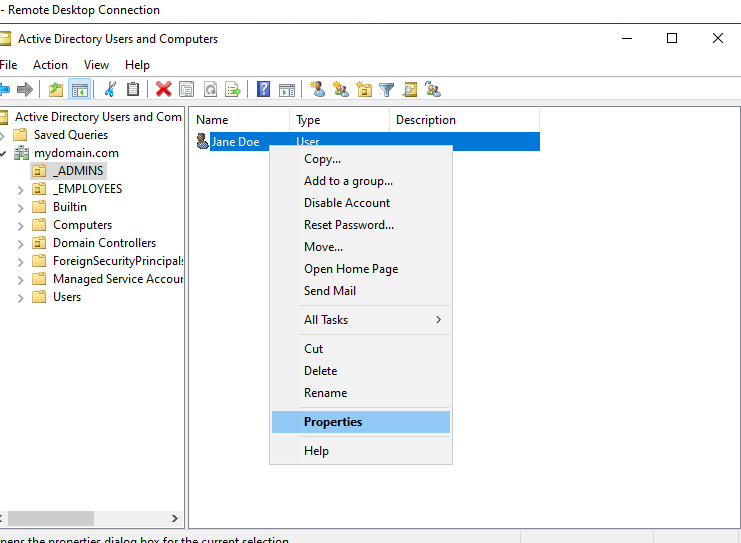 - Remote Desktop Connection
Active Directory Users and Computers
File Action View Help
Active Directory Users and Com
Saved Queries
mydomain.com
_ADMINS
_EMPLOYEES
Builtin
Computers
Domain Controllers
ForeignSecurityPrincipals
Managed Service Accour
Users
Name Type Description
Jane Doe User
Copy...
Add to a group...
Disable Account
Reset Password...
Move...
Open Home Page
Send Mail
All Tasks
Cut
Delete
Rename
Properties
Help
pens the properties dialog box for the current selection.